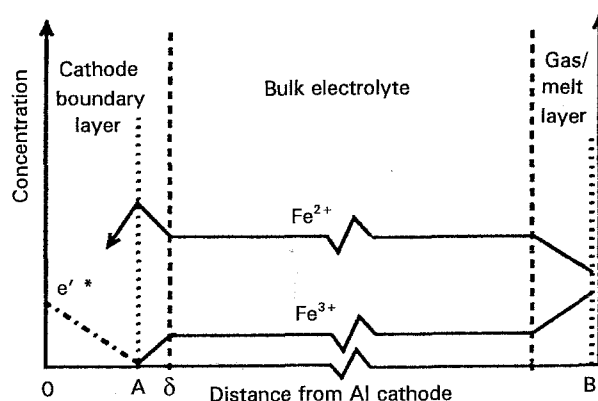 Concentration
Cathode
boundary
layer
Bulk electrolyte
Gas/
melt
layer
Fe²⁺
e′ *
Fe³⁺
0
A
δ
Distance from Al cathode
B